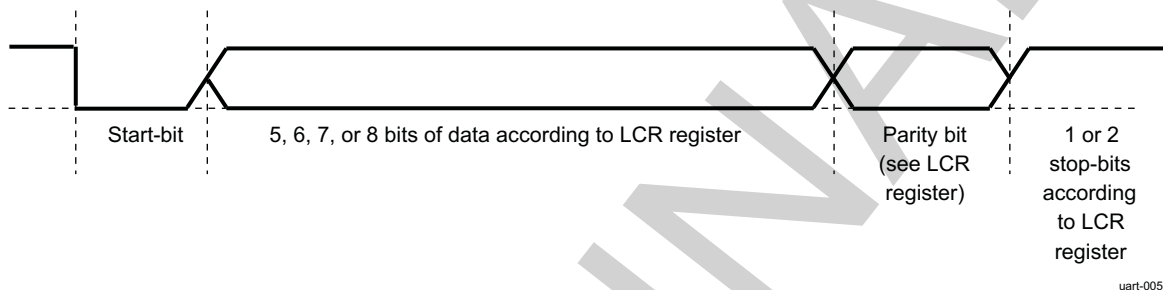 Start-bit
5, 6, 7, or 8 bits of data according to LCR register
Parity bit
(see LCR
register)
1 or 2
stop-bits
according
to LCR
register
uart-005